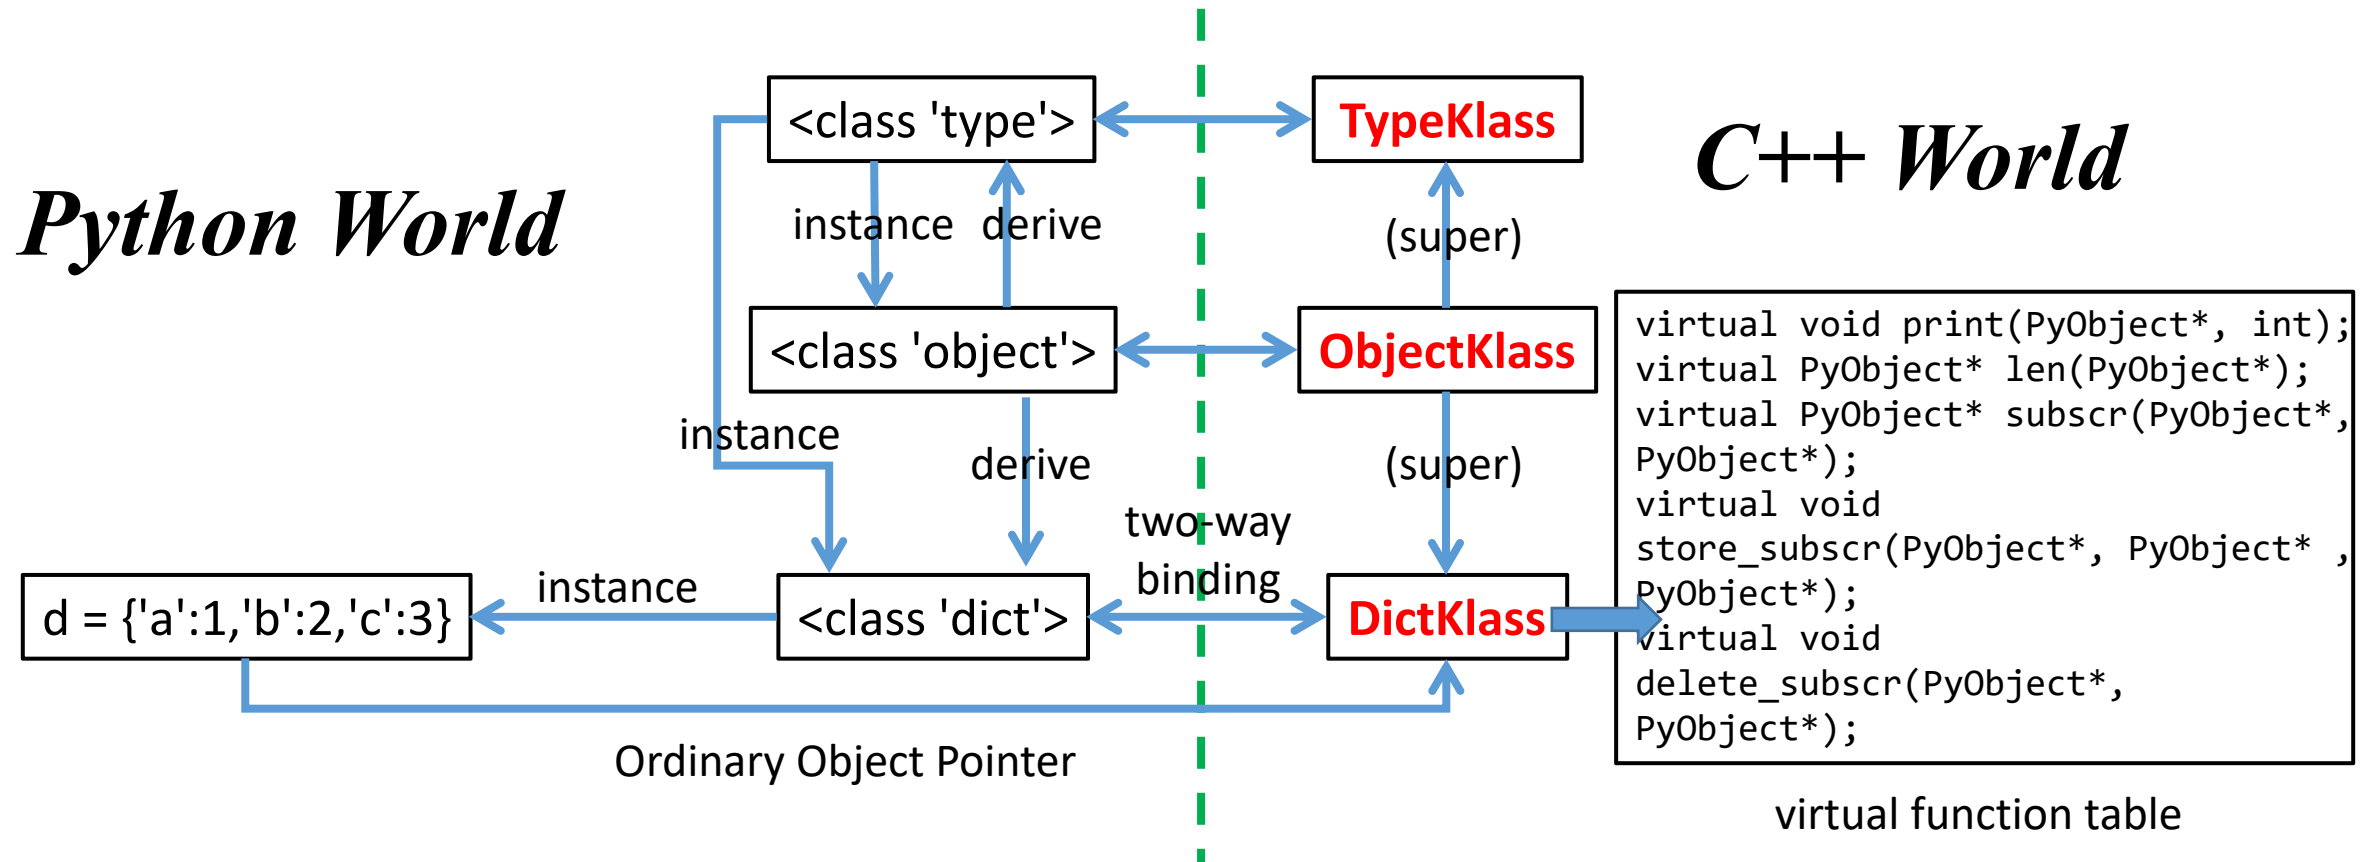 <class 'type'>
TypeKlass
C++ World
Python World
instance
derive
(super)
<class 'object'>
ObjectKlass
instance
derive
(super)
two-way
binding
d = {'a':1,'b':2,'c':3}
instance
<class 'dict'>
DictKlass
virtual void print(PyObject*, int);
virtual PyObject* len(PyObject*);
virtual PyObject* subscr(PyObject*,
PyObject*);
virtual void
store_subscr(PyObject*, PyObject* ,
PyObject*);
virtual void
delete_subscr(PyObject*,
PyObject*);
Ordinary Object Pointer
virtual function table